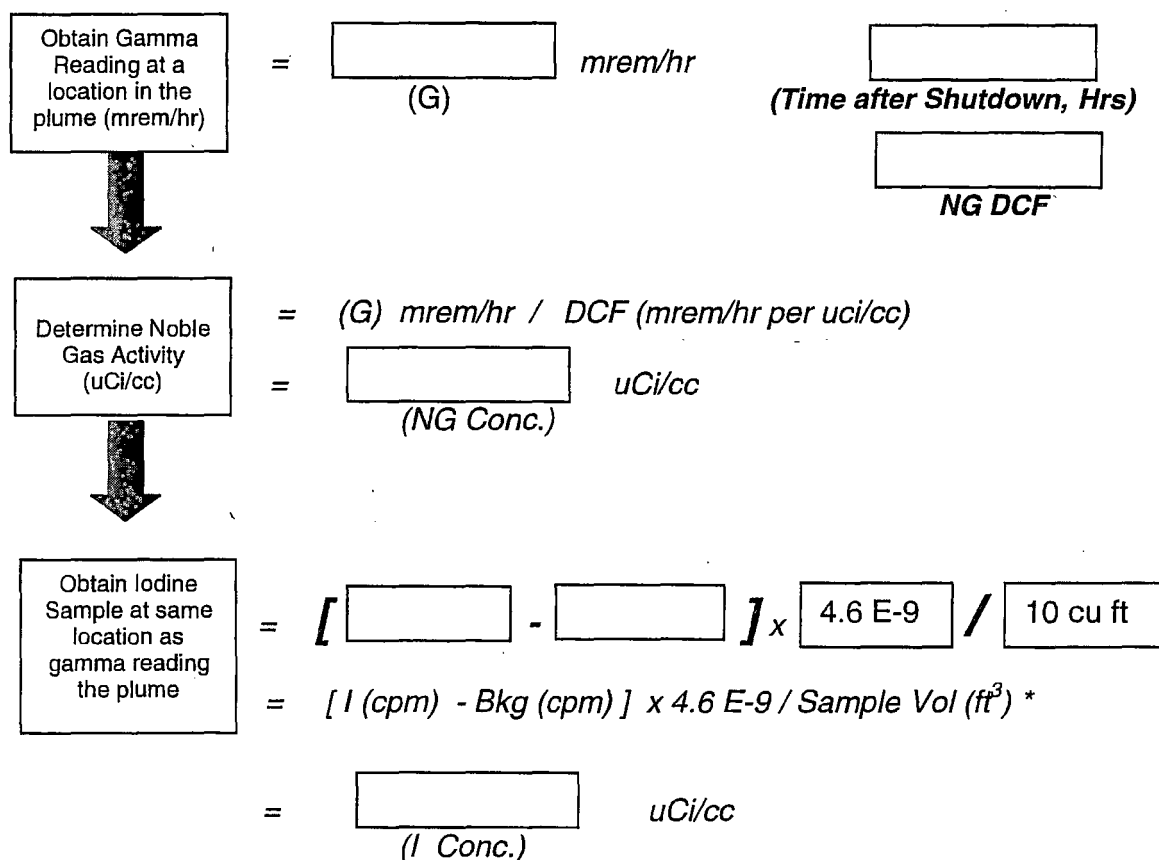 Obtain Gamma
Reading at a
location in the
plume (mrem/hr)
= mrem/hr
(G)
(Time after Shutdown, Hrs)
NG DCF
Determine Noble
Gas Activity
(uCi/cc)
= (G) mrem/hr / DCF (mrem/hr per uci/cc)
= uCi/cc
(NG Conc.)
Obtain Iodine
Sample at same
location as
gamma reading
the plume
= [ - ] x 4.6 E-9 / 10 cu ft
= [ I (cpm) - Bkg (cpm) ] x 4.6 E-9 / Sample Vol (ft³) *
= uCi/cc
(I Conc.)